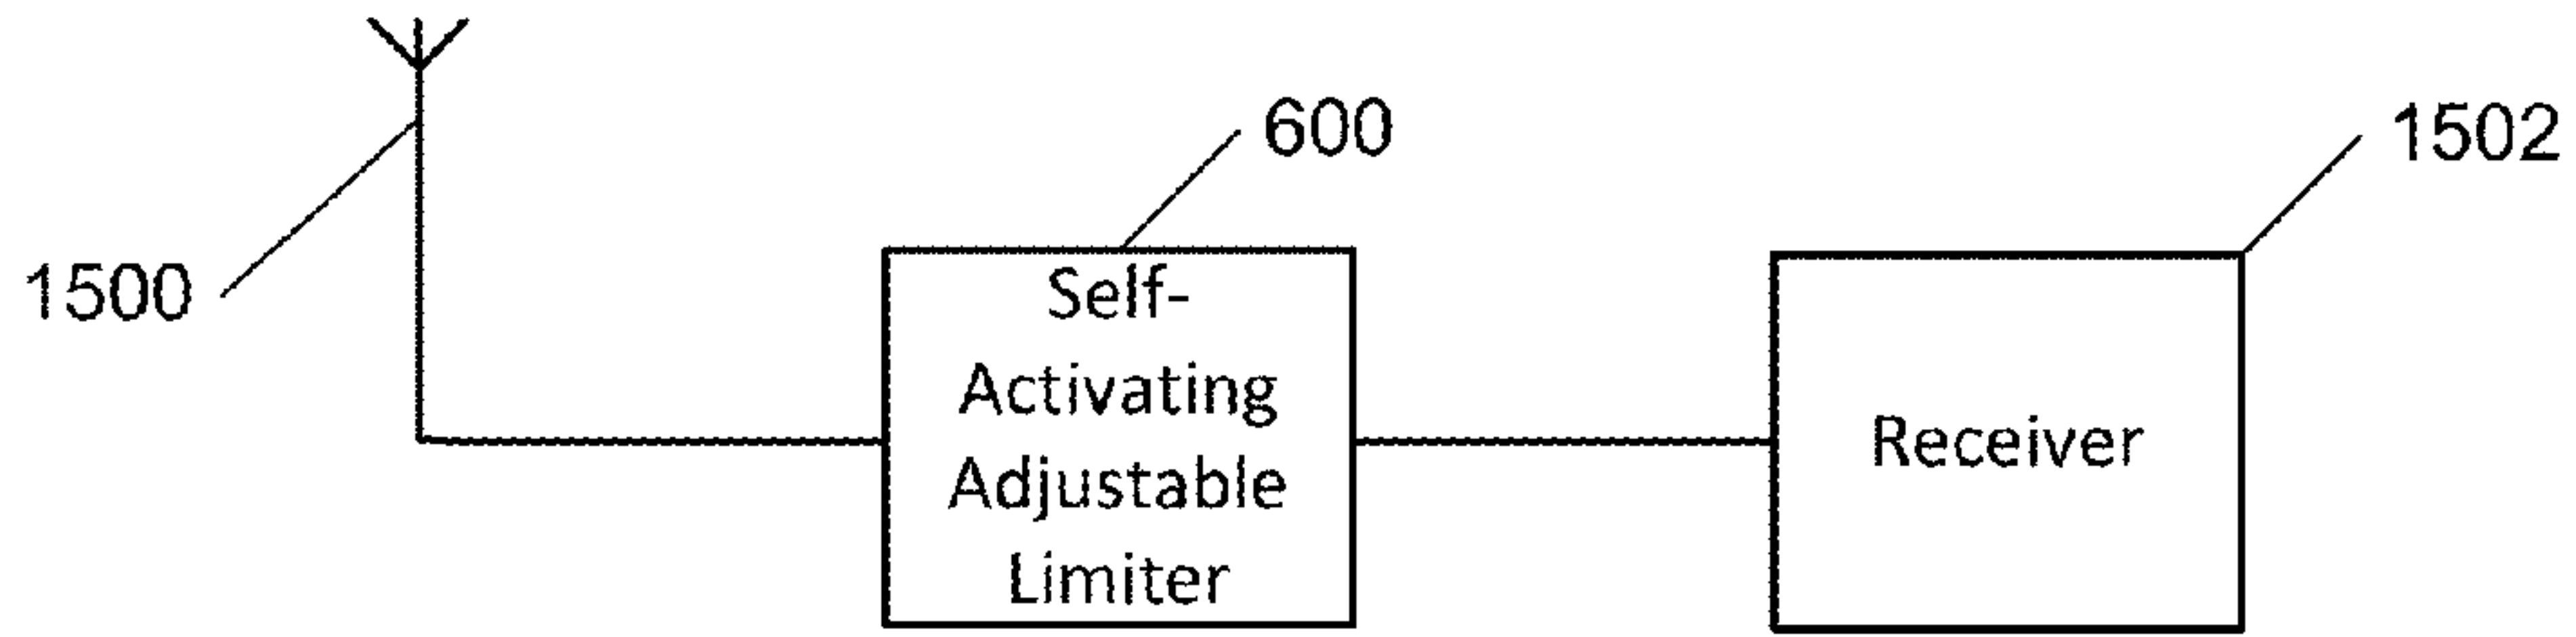 600
1502
1500
Self-
Activating
Adjustable
Limiter
Receiver